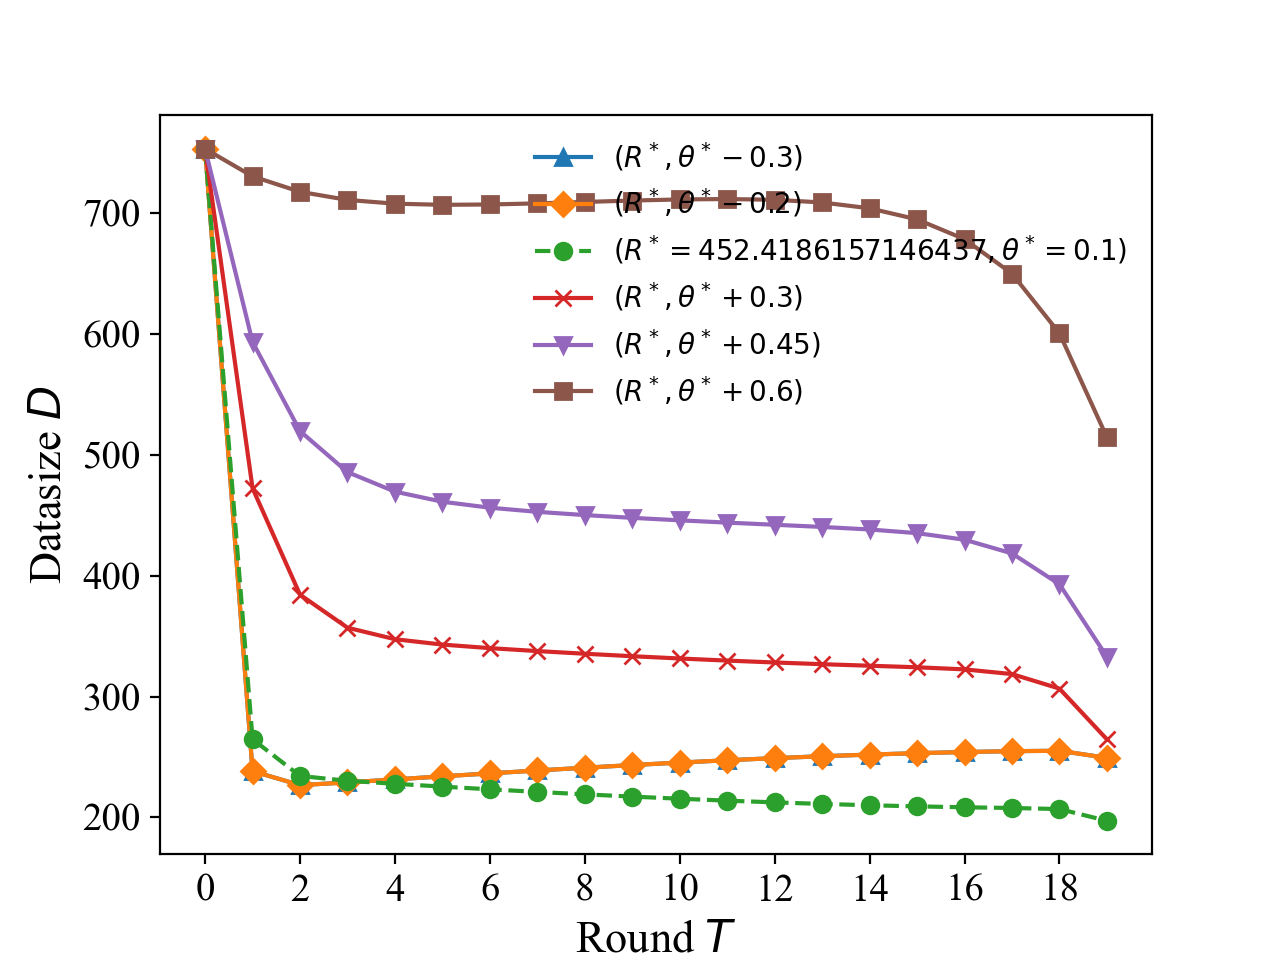 (R*, θ* − 0.3)
(R*, θ* − 0.2)
(R* = 452.4186157146437, θ* = 0.1)
(R*, θ* + 0.3)
(R*, θ* + 0.45)
(R*, θ* + 0.6)
700
600
500
400
300
200
Datasize D
0 2 4 6 8 10 12 14 16 18
Round T